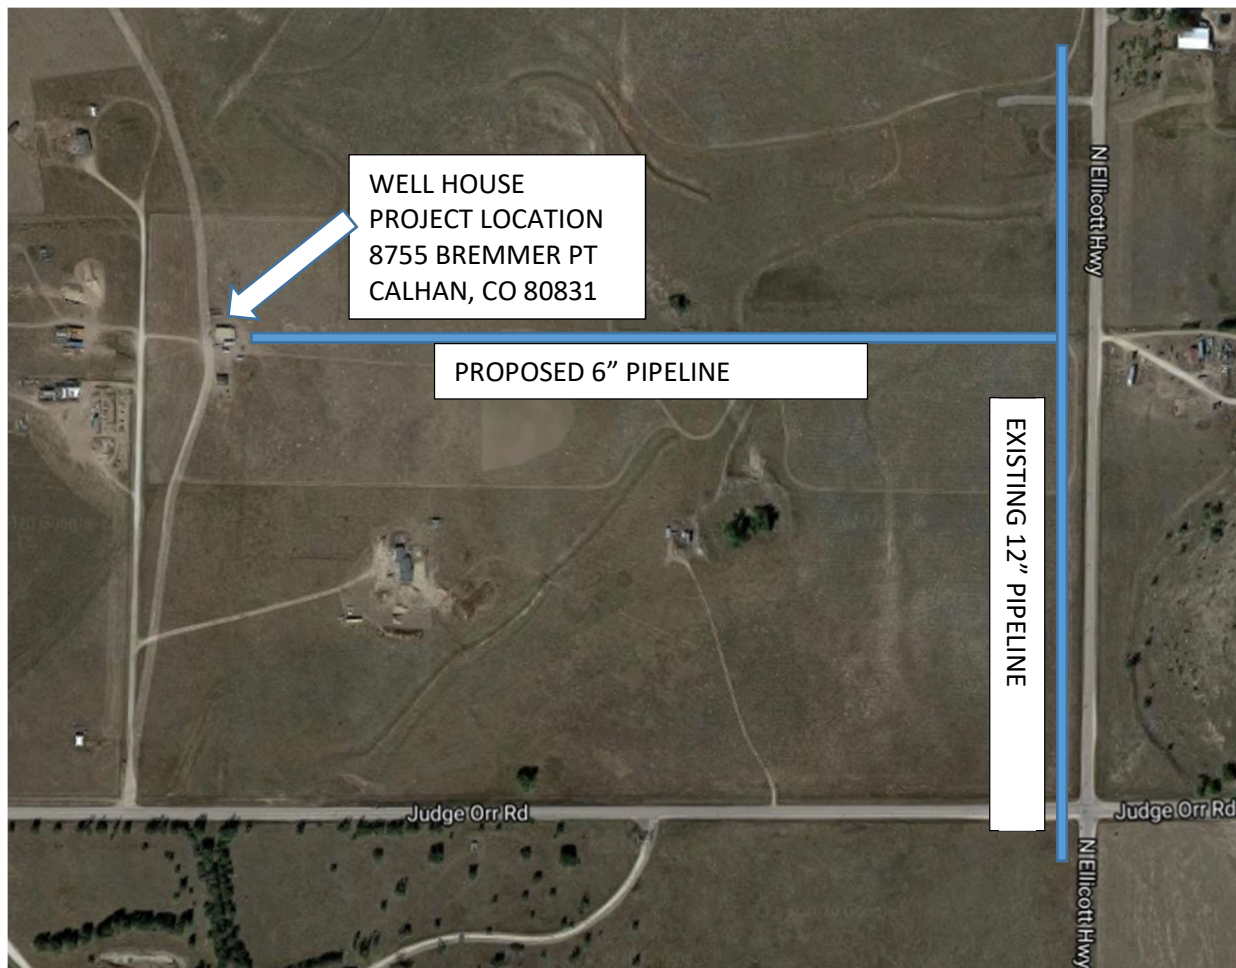 N Ellicott Hwy
WELL HOUSE
PROJECT LOCATION
8755 BREMMER PT
CALHAN, CO 80831
PROPOSED 6” PIPELINE
EXISTING 12” PIPELINE
Judge Orr Rd
Judge Orr Rd
N Ellicott Hwy